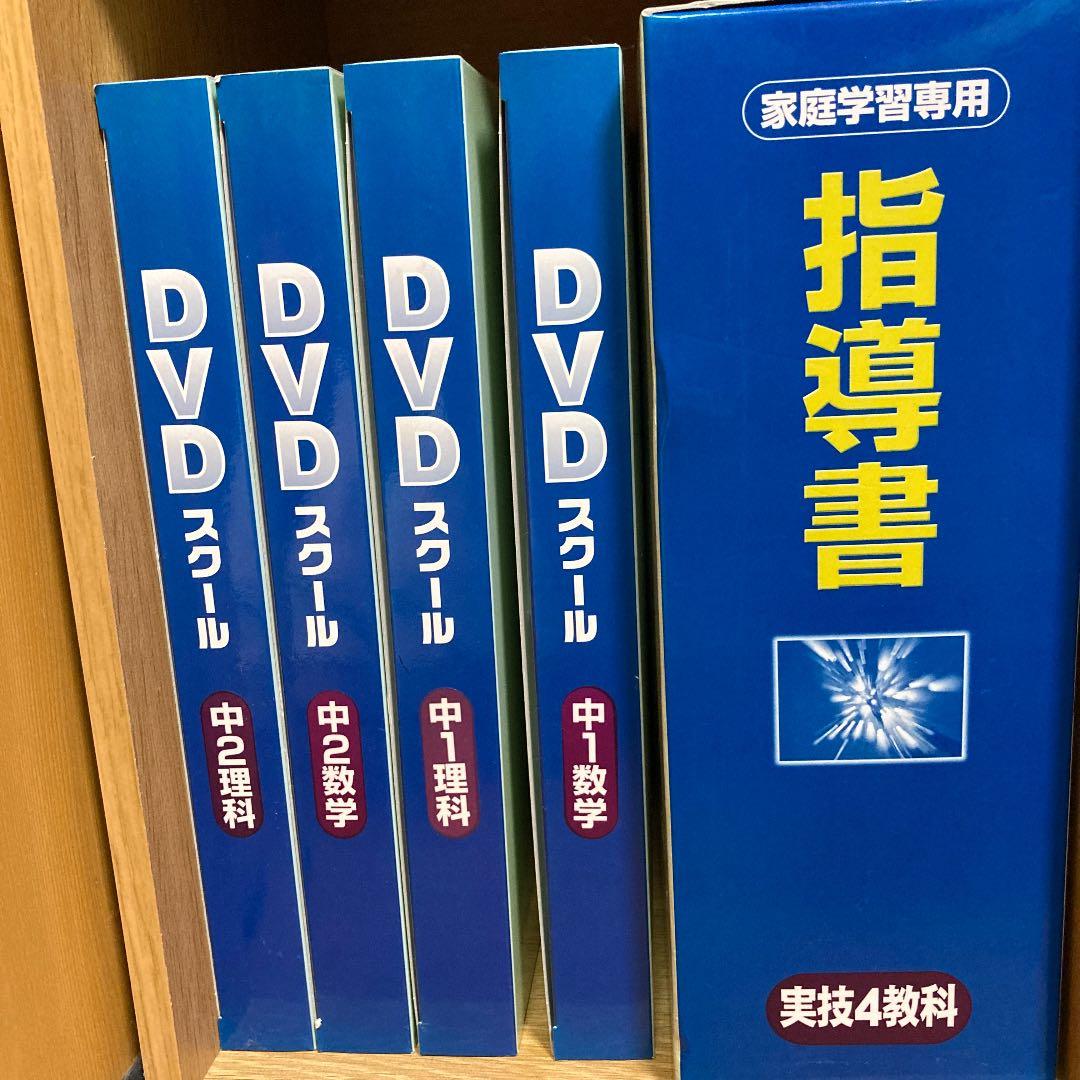 DVDスクール
中2理科
DVDスクール
中2数学
DVDスクール
中1理科
DVDスクール
中1数学
家庭学習専用
指導書
実技4教科